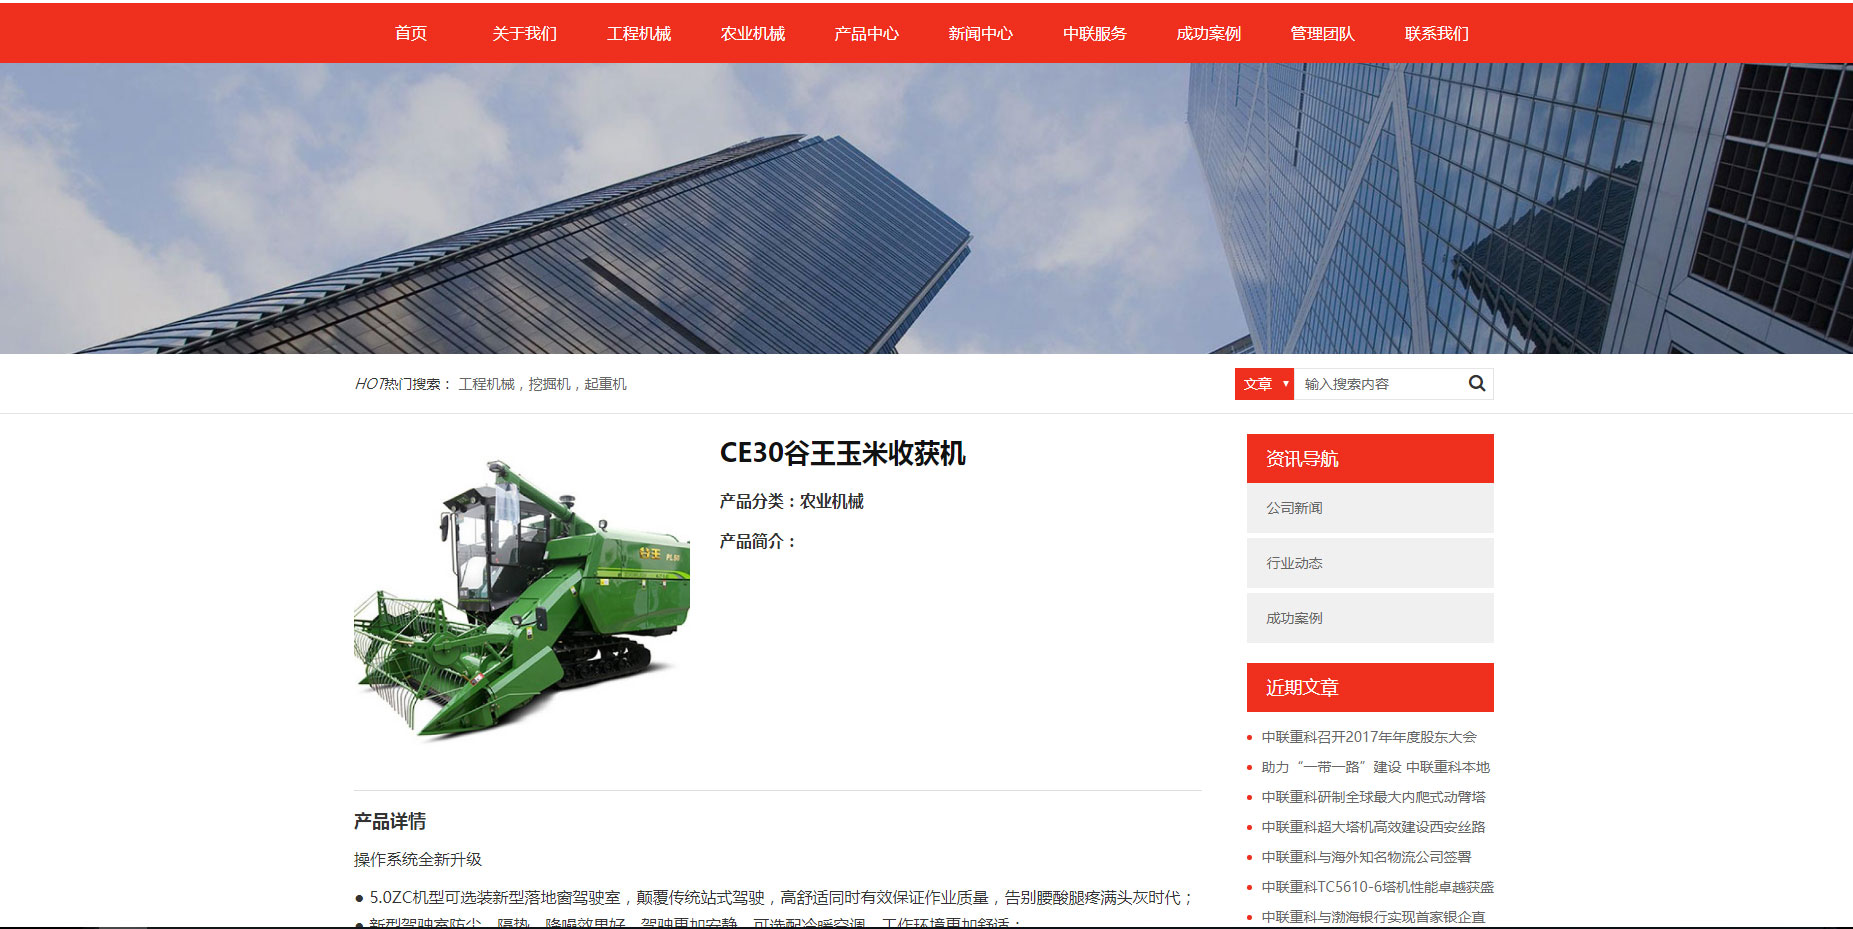 首页 关于我们 工程机械 农业机械 产品中心 新闻中心 中联服务 成功案例 管理团队 联系我们
HOT热门搜索： 工程机械，挖掘机，起重机
文章 ▼ 输入搜索内容
CE30谷王玉米收获机
产品分类：农业机械
产品简介：
谷王
产品详情
操作系统全新升级
● 5.0ZC机型可选装新型落地窗驾驶室，颠覆传统站式驾驶，高舒适同时有效保证作业质量，告别腰酸腿疼满头灰时代；
● 新型驾驶室防尘、隔热、降噪效果好，驾驶更加安静，可选配冷暖空调，工作环境更加舒适；
资讯导航
公司新闻
行业动态
成功案例
近期文章
中联重科召开2017年年度股东大会
助力“一带一路”建设 中联重科本地
中联重科研制全球最大内爬式动臂塔
中联重科超大塔机高效建设西安丝路
中联重科与海外知名物流公司签署
中联重科TC5610-6塔机性能卓越获盛
中联重科与渤海银行实现首家银企直